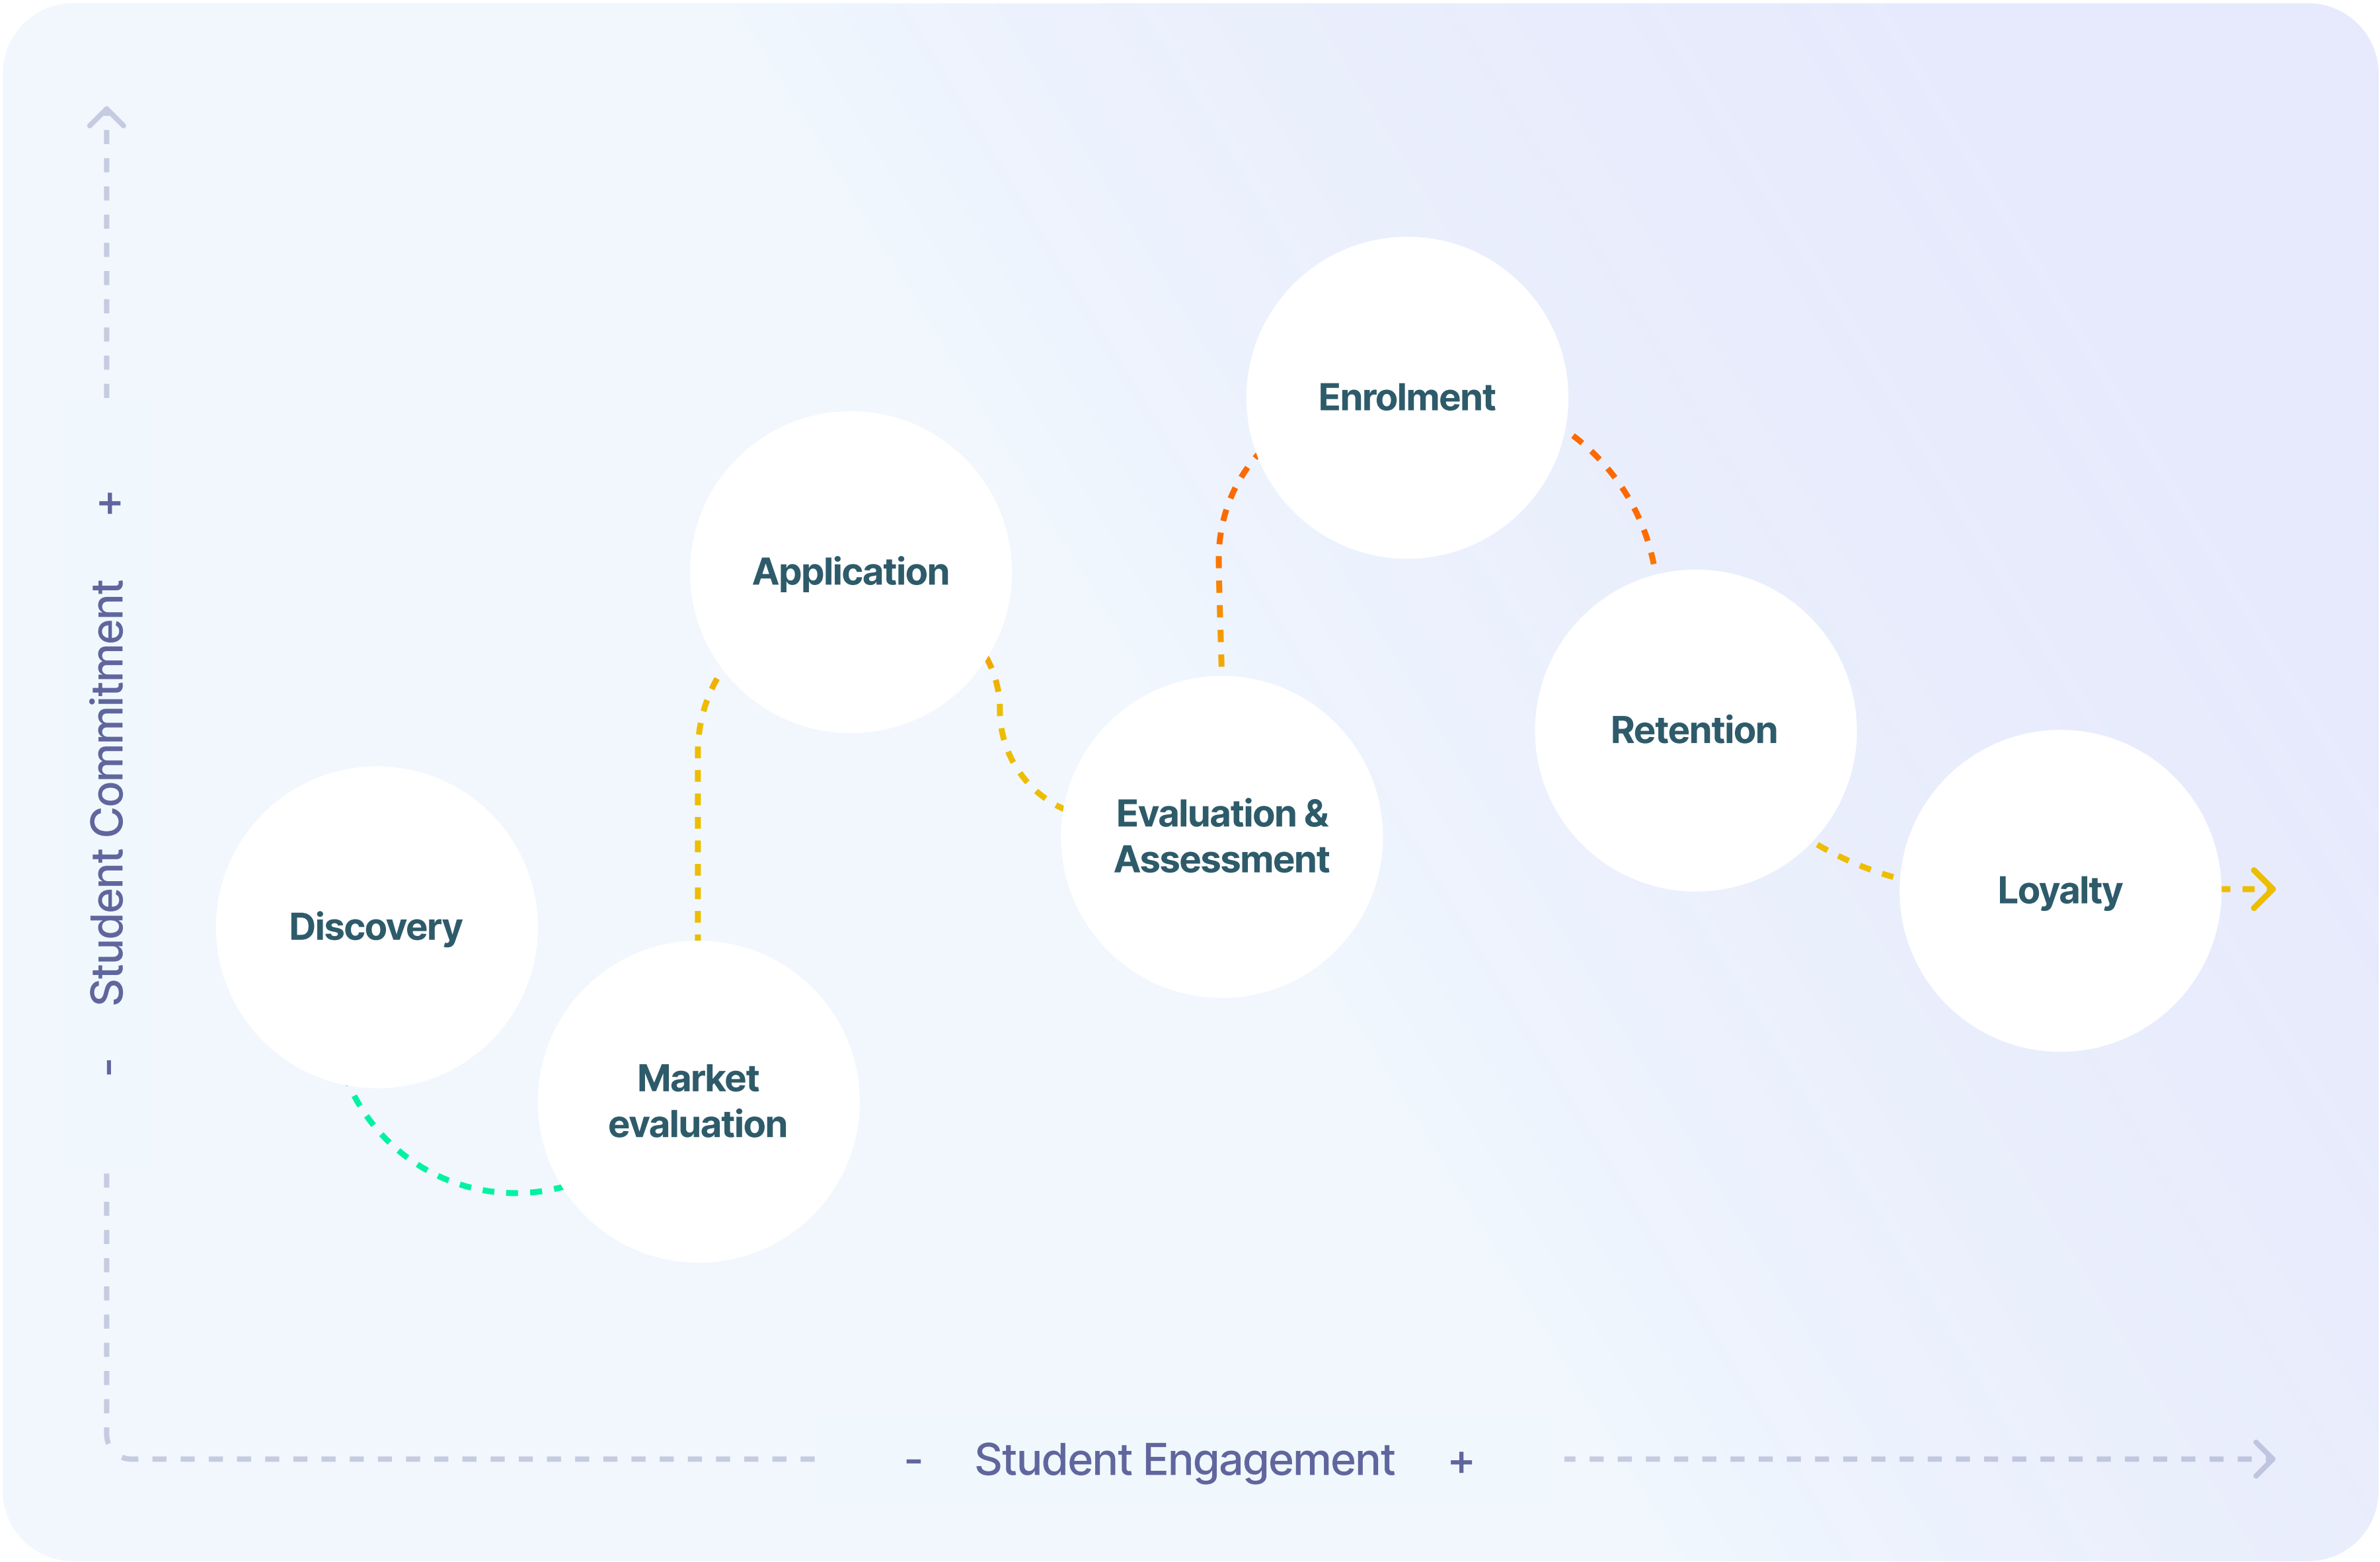 Enrolment
Application
Retention
Evaluation &
Assessment
Loyalty
Discovery
Market
evaluation
- Student Commitment +
- Student Engagement +